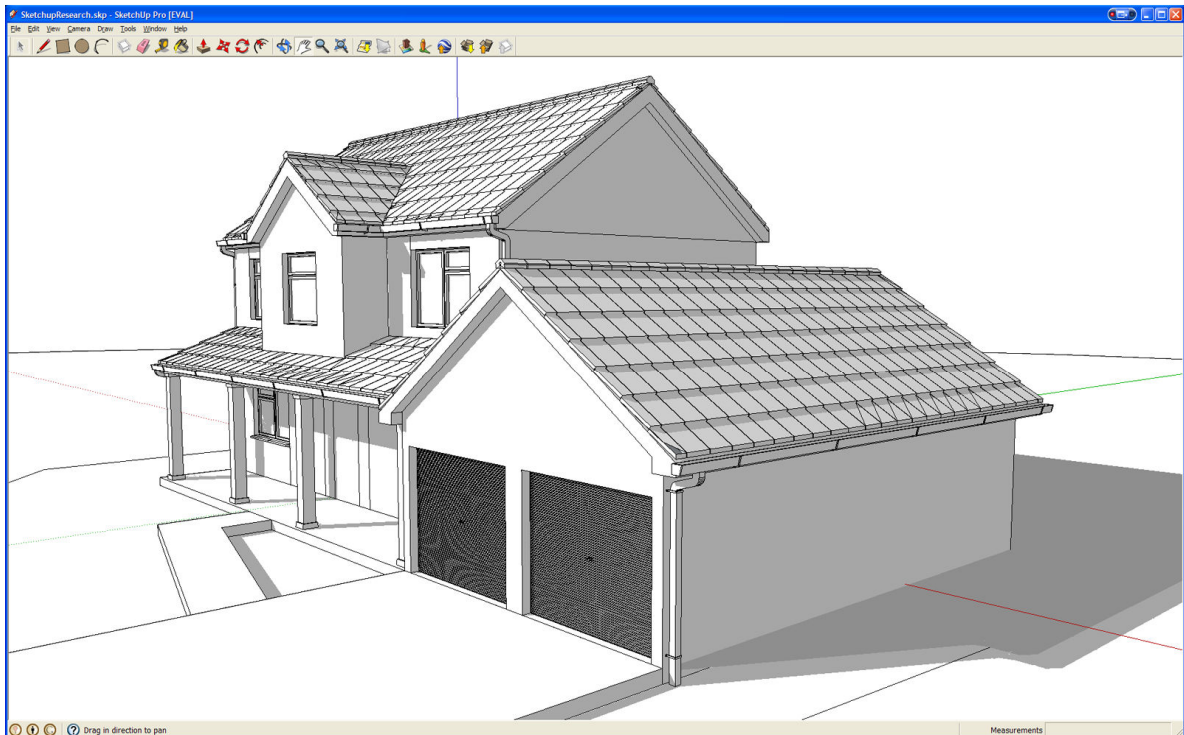 SketchupResearch.skp - SketchUp Pro [EVAL]
File Edit View Camera Draw Tools Window Help
Drag in direction to pan
Measurements